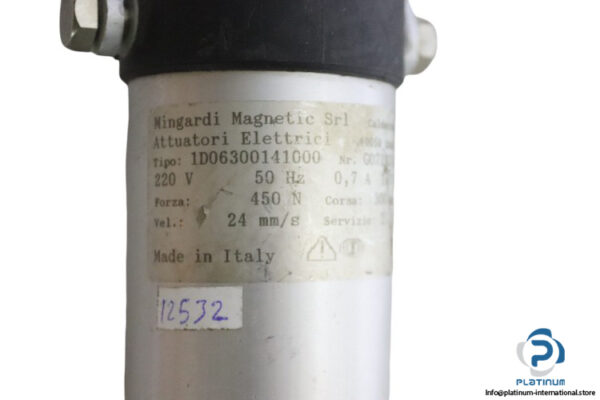 Mingardi Magnetic Srl
Attuatori Elettrici
Tipo: 1D06300141000 Nr.
220 V 50 Hz 0,7 A
Forza: 450 N Corsa:
Vel.: 24 mm/s Servizio
Made in Italy
12532
PLATINUM
Info@platinum-international.store